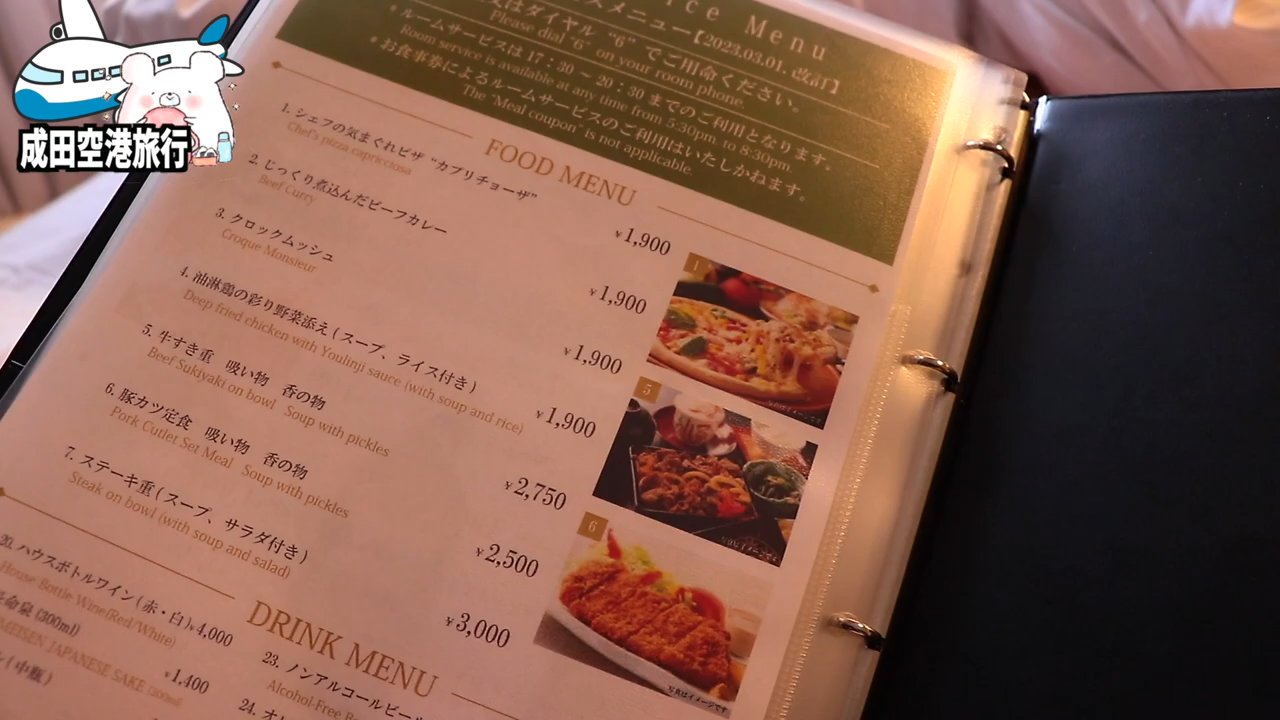 成田空港旅行
ice Menu
スメニュー【2023.03.01. 改訂】
はダイヤル “6” でご用命ください。
Please dial “6” on your room phone.
*ルームサービスは 17:30 ~ 20:30 までのご利用となります。
Room service is available at any time from 5:30pm. to 8:30pm.
*お食事券によるルームサービスのご利用はいたしかねます。
The “Meal coupon” is not applicable.
FOOD MENU
1. シェフの気まぐれピザ “カプリチョーザ” ¥1,900
Chef's pizza capricciosa
2. じっくり煮込んだビーフカレー ¥1,900
Beef Curry
3. クロックムッシュ ¥1,900
Croque Monsieur
4. 油淋鶏の彩り野菜添え ( スープ、ライス付き ) ¥1,900
Deep fried chicken with Youlinji sauce (with soup and rice)
5. 牛すき重 吸い物 香の物 ¥2,750
Beef Sukiyaki on bowl Soup with pickles
6. 豚カツ定食 吸い物 香の物 ¥2,500
Pork Cutlet Set Meal Soup with pickles
7. ステーキ重 ( スープ、サラダ付き ) ¥3,000
Steak on bowl (with soup and salad)
1
5
6
写真はイメージです
DRINK MENU
20. ハウスボトルワイン ( 赤・白 ) ¥4,000
House Bottle Wine(Red/White)
(300ml) ¥1,400
MEISEN JAPANESE SAKE (300ml)
( 中瓶 )
23. ノンアルコールビール
Alcohol-Free
24.